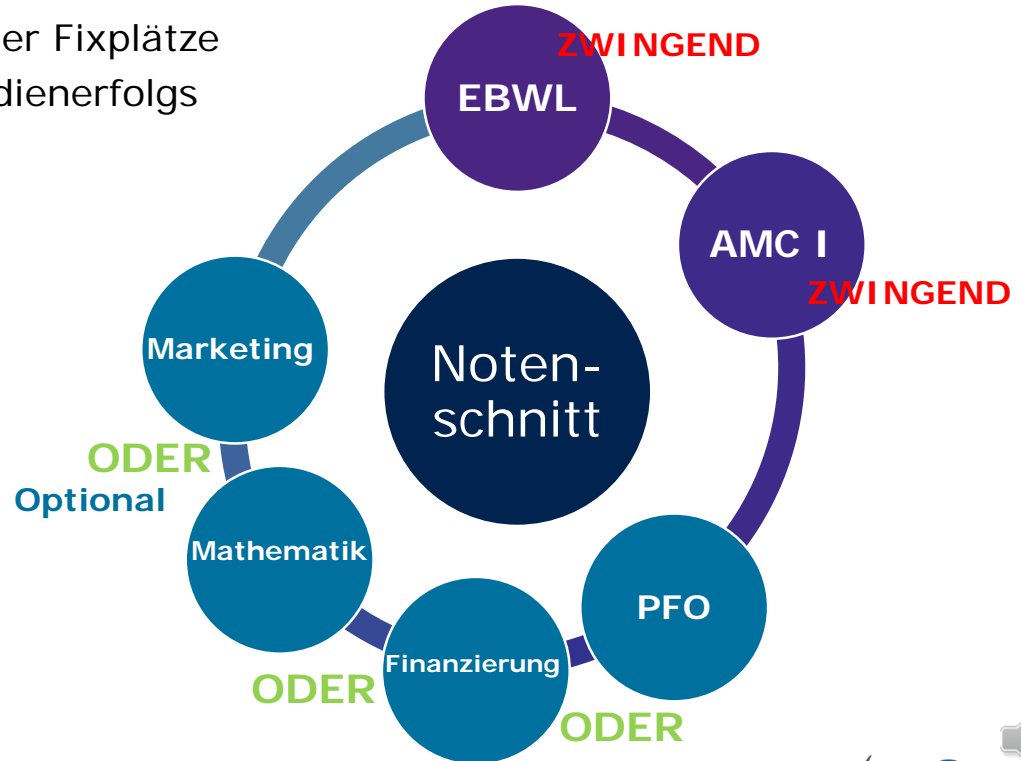 er Fixplätze
dienerfolgs
ZWINGEND
EBWL
AMC I
ZWINGEND
Noten-
schnitt
Marketing
ODER
Optional
Mathematik
PFO
Finanzierung
ODER
ODER